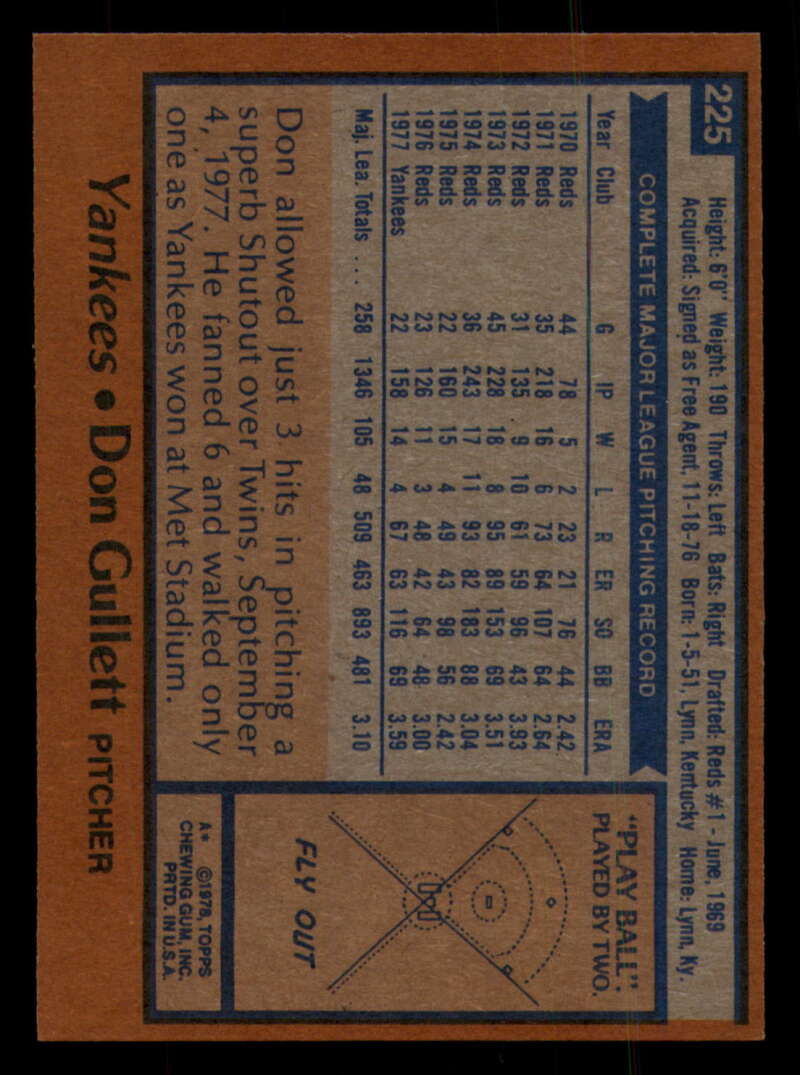 225
Height: 6'0" Weight: 190 Throws: Left Bats: Right Drafted: Reds #1 - June, 1969
Acquired: Signed as Free Agent, 11-18-76 Born: 1-5-51, Lynn, Kentucky Home: Lynn, Ky.
COMPLETE MAJOR LEAGUE PITCHING RECORD
Year Club G IP W L R ER SO BB ERA
1970 Reds 44 78 5 2 23 21 76 44 2.42
1971 Reds 35 218 16 6 73 64 107 64 2.64
1972 Reds 31 135 9 10 61 59 96 43 3.93
1973 Reds 45 228 18 8 95 89 153 69 3.51
1974 Reds 36 243 17 11 93 82 183 88 3.04
1975 Reds 22 160 15 4 49 43 98 56 2.42
1976 Reds 23 126 11 3 48 42 64 48 3.00
1977 Yankees 22 158 14 4 67 63 116 69 3.59
Maj. Lea. Totals ... 258 1346 105 48 509 463 893 481 3.10
Don allowed just 3 hits in pitching a
superb Shutout over Twins, September
4, 1977. He fanned 6 and walked only
one as Yankees won at Met Stadium.
"PLAY BALL".
PLAYED BY TWO.
FLY OUT
A* ©1978, TOPPS
CHEWING GUM, INC.
PRTD. IN U.S.A.
Yankees • Don Gullett PITCHER